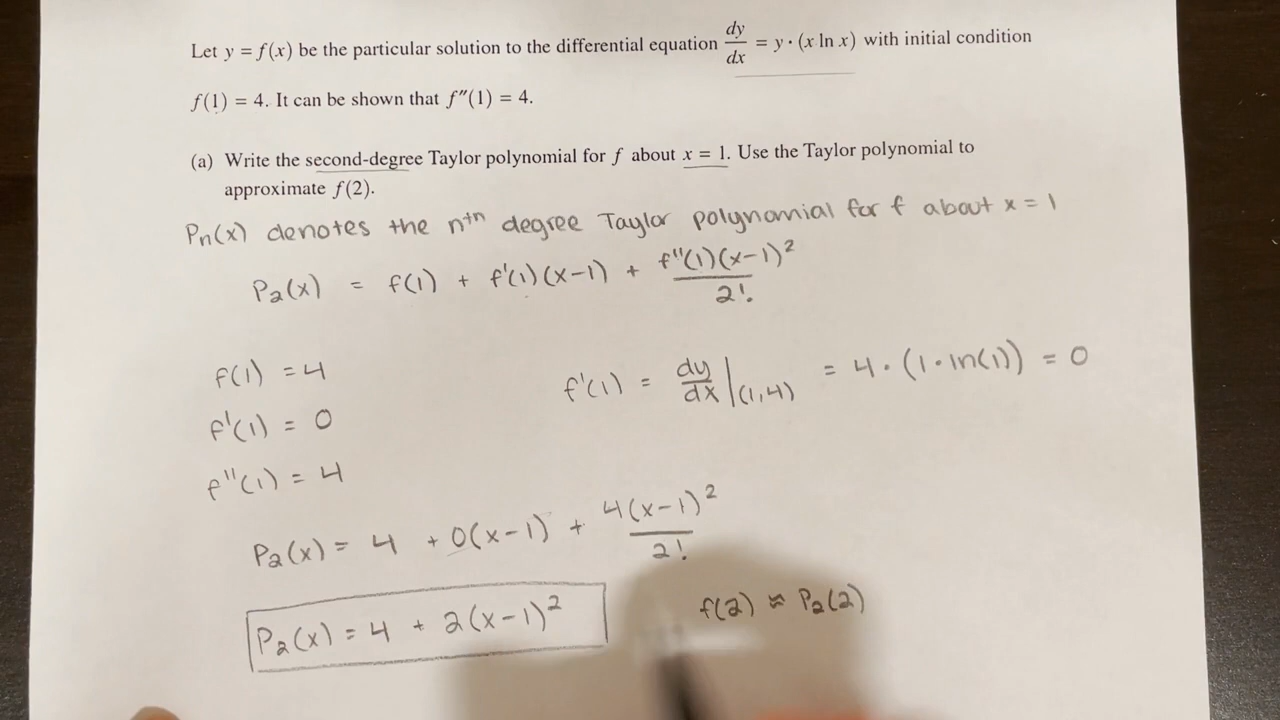 Let y = f(x) be the particular solution to the differential equation dy/dx = y · (x ln x) with initial condition
f(1) = 4. It can be shown that f″(1) = 4.
(a) Write the second-degree Taylor polynomial for f about x = 1. Use the Taylor polynomial to
approximate f(2).
Pn(x) denotes the nth degree Taylor polynomial for f about x = 1
P₂(x) = f(1) + f'(1)(x-1) + f''(1)(x-1)²/2!
f(1) = 4
f'(1) = dy/dx |(1,4) = 4 · (1 · ln(1)) = 0
f'(1) = 0
f''(1) = 4
P₂(x) = 4 + 0(x-1) + 4(x-1)²/2!
P₂(x) = 4 + 2(x-1)²
f(2) ≈ P₂(2)